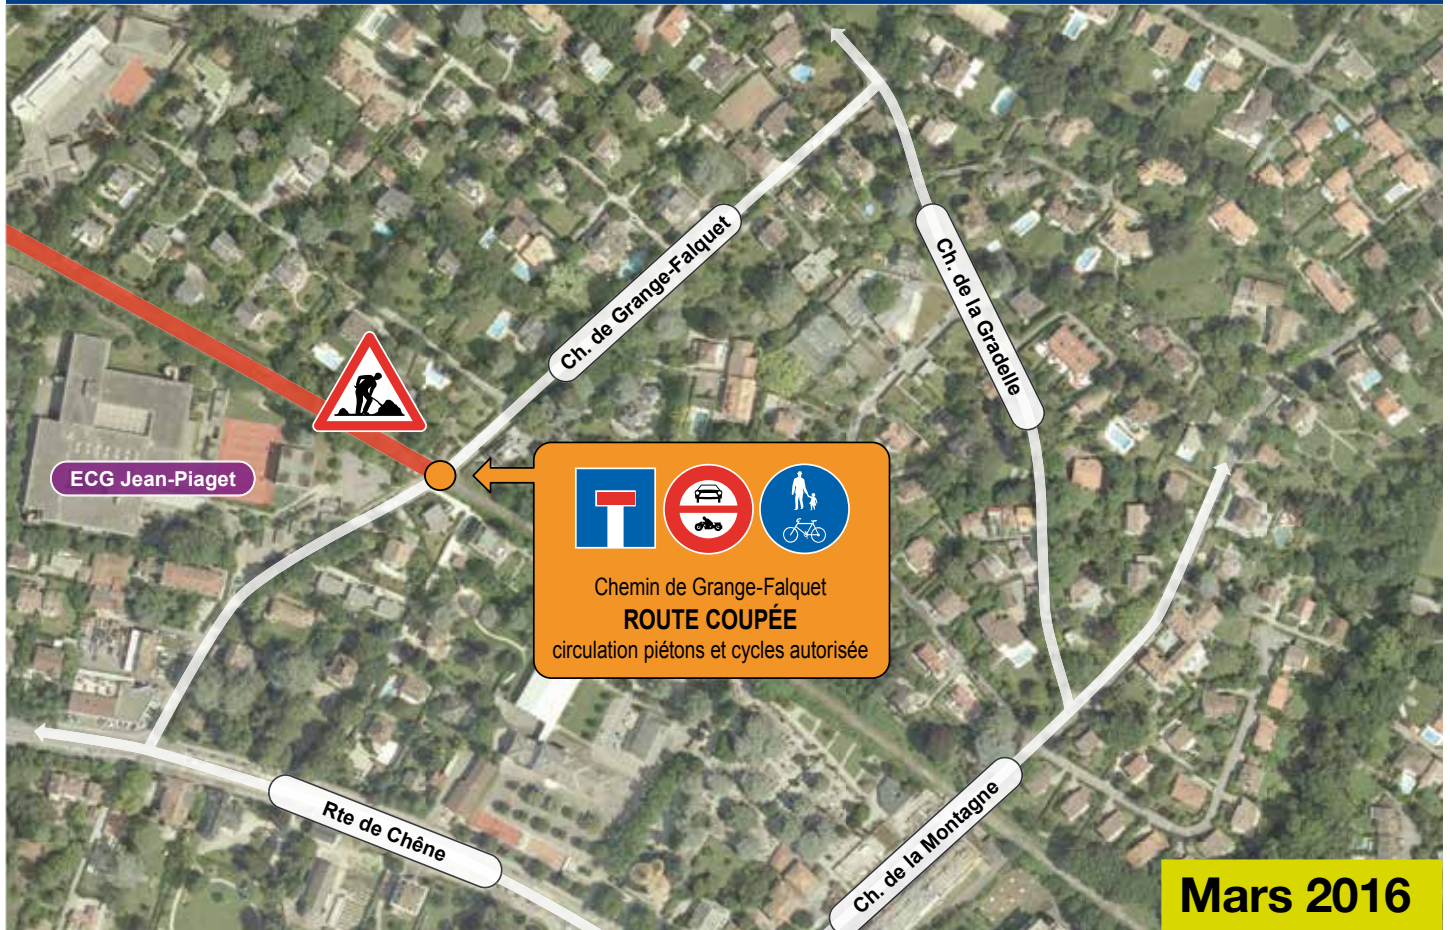 Ch. de Grange-Falquet
Ch. de la Gradelle
ECG Jean-Piaget
Chemin de Grange-Falquet
ROUTE COUPÉE
circulation piétons et cycles autorisée
Rte de Chêne
Ch. de la Montagne
Mars 2016